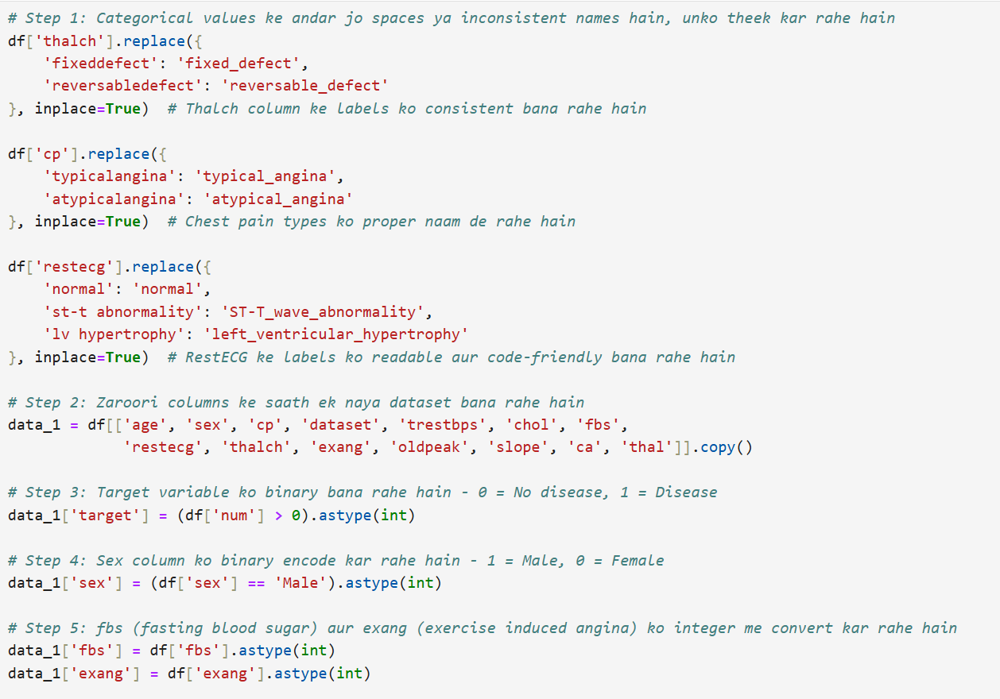 # Step 1: Categorical values ke andar jo spaces ya inconsistent names hain, unko theek kar rahe hain
df['thalch'].replace({
    'fixeddefect': 'fixed_defect',
    'reversabledefect': 'reversable_defect'
}, inplace=True)  # Thalch column ke labels ko consistent bana rahe hain

df['cp'].replace({
    'typicalangina': 'typical_angina',
    'atypicalangina': 'atypical_angina'
}, inplace=True)  # Chest pain types ko proper naam de rahe hain

df['restecg'].replace({
    'normal': 'normal',
    'st-t abnormality': 'ST-T_wave_abnormality',
    'lv hypertrophy': 'left_ventricular_hypertrophy'
}, inplace=True)  # RestECG ke labels ko readable aur code-friendly bana rahe hain

# Step 2: Zaroori columns ke saath ek naya dataset bana rahe hain
data_1 = df[['age', 'sex', 'cp', 'dataset', 'trestbps', 'chol', 'fbs',
             'restecg', 'thalch', 'exang', 'oldpeak', 'slope', 'ca', 'thal']].copy()

# Step 3: Target variable ko binary bana rahe hain - 0 = No disease, 1 = Disease
data_1['target'] = (df['num'] > 0).astype(int)

# Step 4: Sex column ko binary encode kar rahe hain - 1 = Male, 0 = Female
data_1['sex'] = (df['sex'] == 'Male').astype(int)

# Step 5: fbs (fasting blood sugar) aur exang (exercise induced angina) ko integer me convert kar rahe hain
data_1['fbs'] = df['fbs'].astype(int)
data_1['exang'] = df['exang'].astype(int)